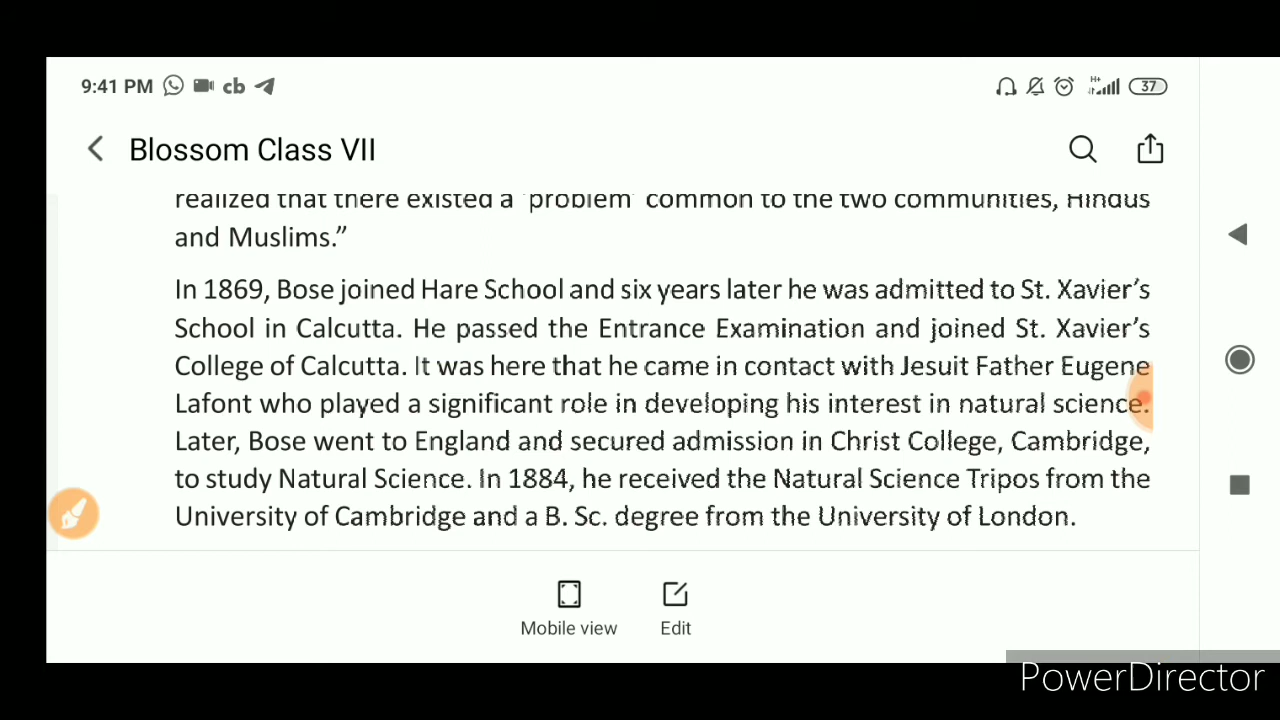 9:41 PM cb H+ 37
Blossom Class VII
realized that there existed a 'problem' common to the two communities, Hindus
and Muslims.”
In 1869, Bose joined Hare School and six years later he was admitted to St. Xavier’s
School in Calcutta. He passed the Entrance Examination and joined St. Xavier’s
College of Calcutta. It was here that he came in contact with Jesuit Father Eugene
Lafont who played a significant role in developing his interest in natural science.
Later, Bose went to England and secured admission in Christ College, Cambridge,
to study Natural Science. In 1884, he received the Natural Science Tripos from the
University of Cambridge and a B. Sc. degree from the University of London.
Mobile view Edit
PowerDirector